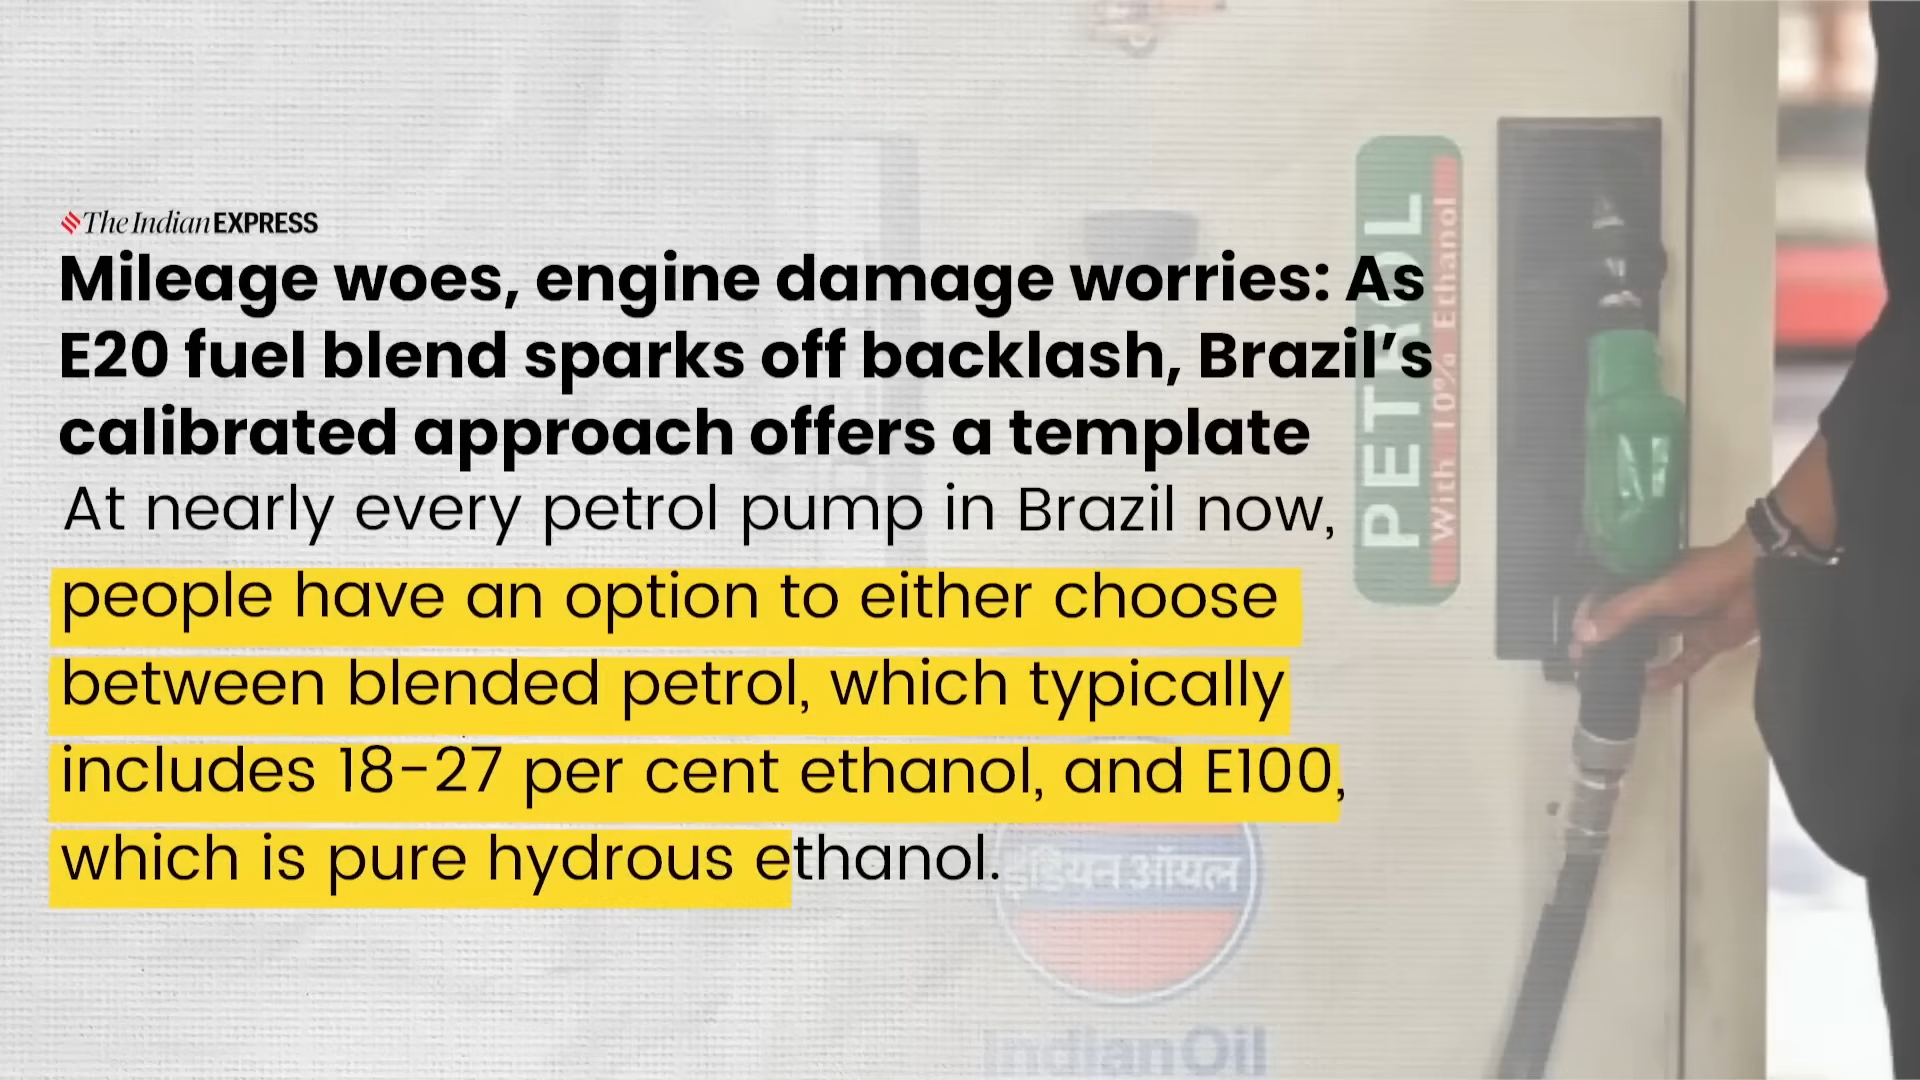 The Indian EXPRESS
Mileage woes, engine damage worries: As
E20 fuel blend sparks off backlash, Brazil’s
calibrated approach offers a template
At nearly every petrol pump in Brazil now,
people have an option to either choose
between blended petrol, which typically
includes 18-27 per cent ethanol, and E100,
which is pure hydrous ethanol.
PETROL
With 10% Ethanol
इंडियन ऑयल
IndianOil